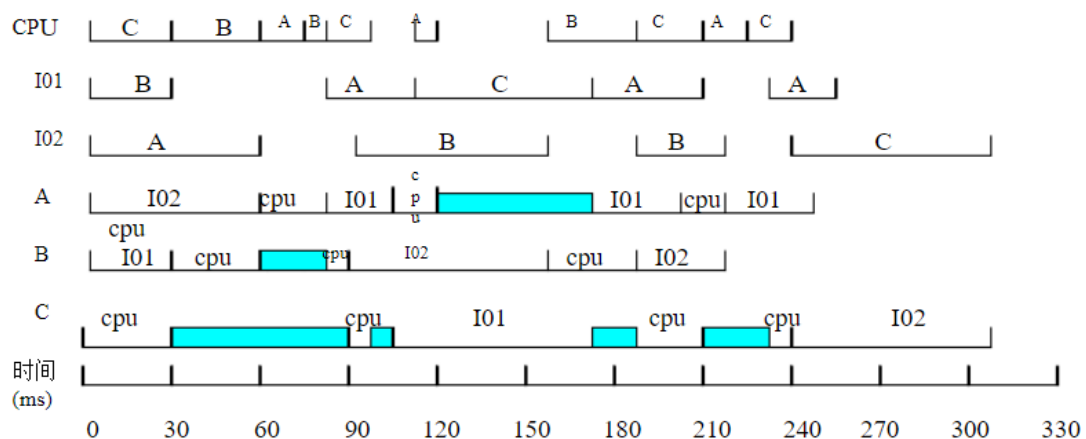 CPU C B A B C A B C A C
I01 B A C A A
I02 A B B C
A I02 cpu I01 cpu I01 cpu I01
cpu
B I01 cpu cpu I02 cpu I02
C cpu cpu I01 cpu cpu I02
时间
(ms)
0 30 60 90 120 150 180 210 240 270 300 330